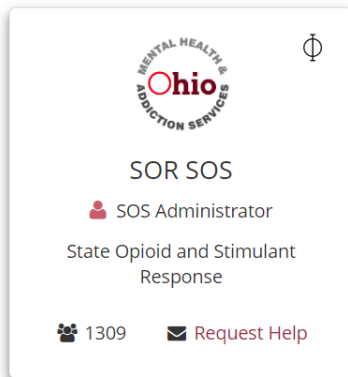 MENTAL HEALTH &
Ohio
ADDICTION SERVICES
SOR SOS
SOS Administrator
State Opioid and Stimulant
Response
1309 Request Help